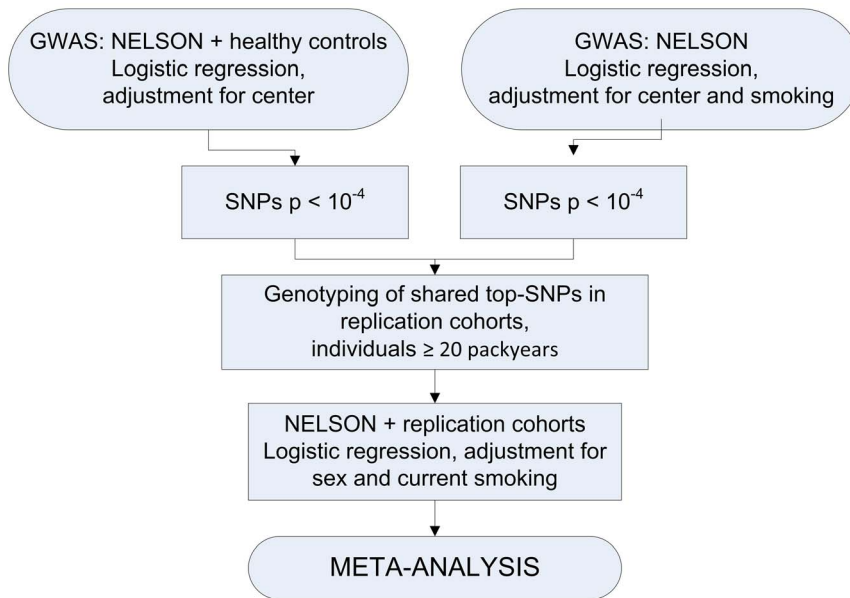 GWAS: NELSON + healthy controls
Logistic regression,
adjustment for center
GWAS: NELSON
Logistic regression,
adjustment for center and smoking
SNPs p < 10⁻⁴
SNPs p < 10⁻⁴
Genotyping of shared top-SNPs in
replication cohorts,
individuals ≥ 20 packyears
NELSON + replication cohorts
Logistic regression, adjustment for
sex and current smoking
META-ANALYSIS